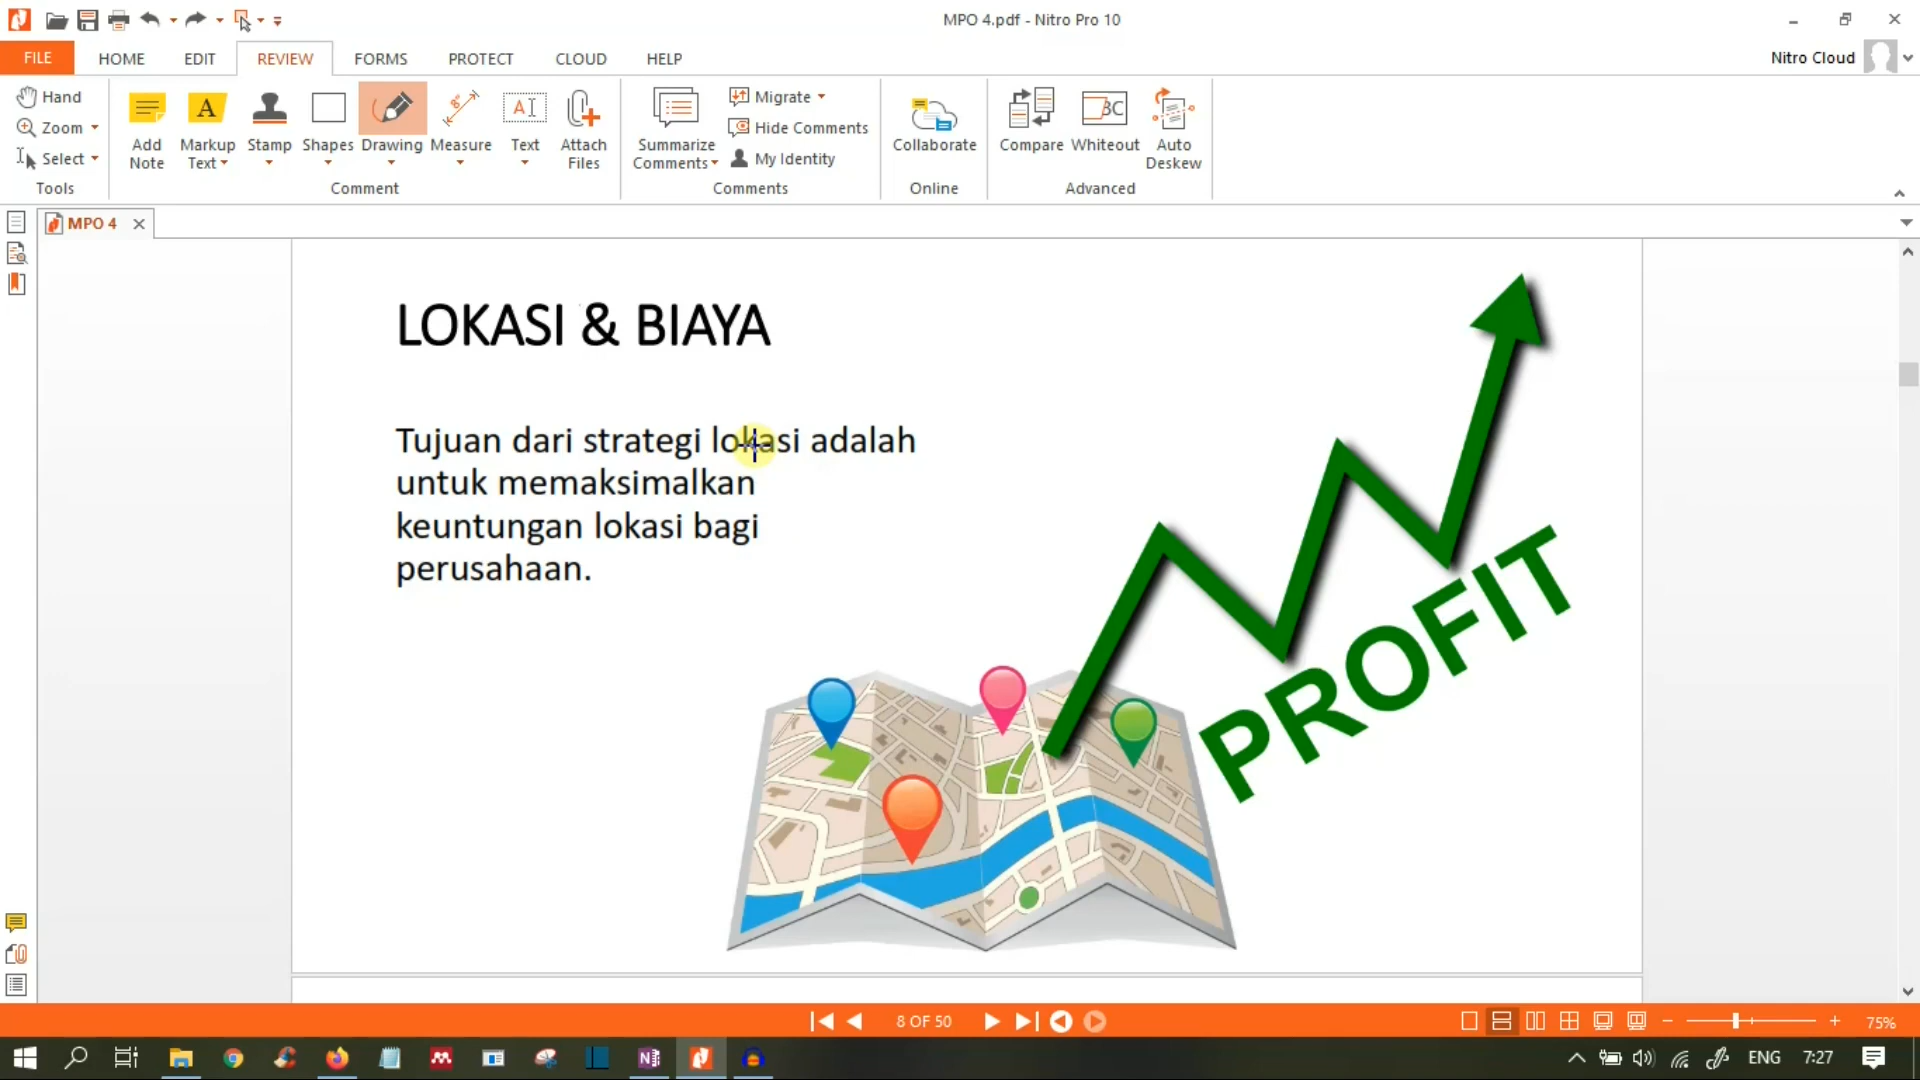 MPO 4.pdf - Nitro Pro 10
FILE
HOME
EDIT
REVIEW
FORMS
PROTECT
CLOUD
HELP
Nitro Cloud
Hand
Zoom
Select
Tools
Add
Note
Markup
Text
Stamp
Shapes
Drawing
Measure
Text
Attach
Files
Comment
Summarize
Comments
Migrate
Hide Comments
My Identity
Comments
Collaborate
Online
Compare
Whiteout
Auto
Deskew
Advanced
MPO 4
LOKASI & BIAYA
Tujuan dari strategi lokasi adalah
untuk memaksimalkan
keuntungan lokasi bagi
perusahaan.
PROFIT
8 OF 50
75%
ENG
7:27